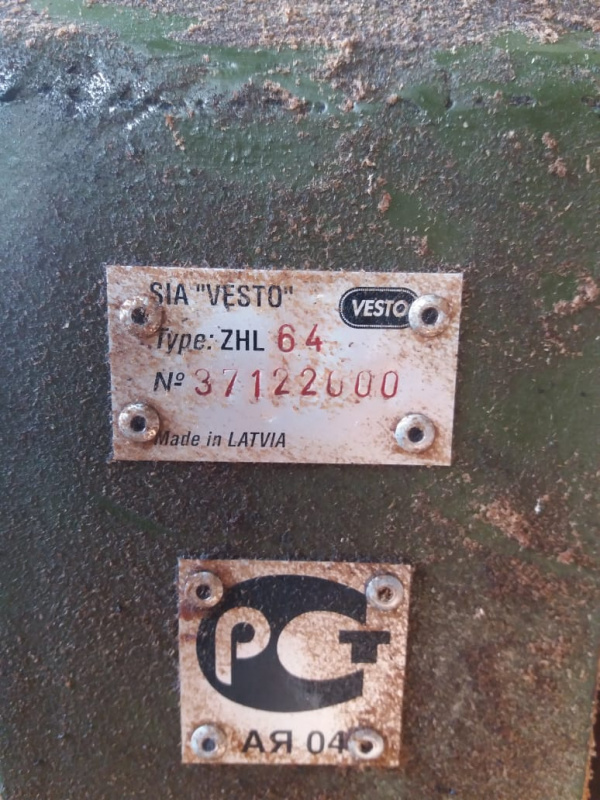 SIA "VESTO"
VESTO
Type: ZHL 64
№ 37122000
Made in LATVIA
РСТ
АЯ 04